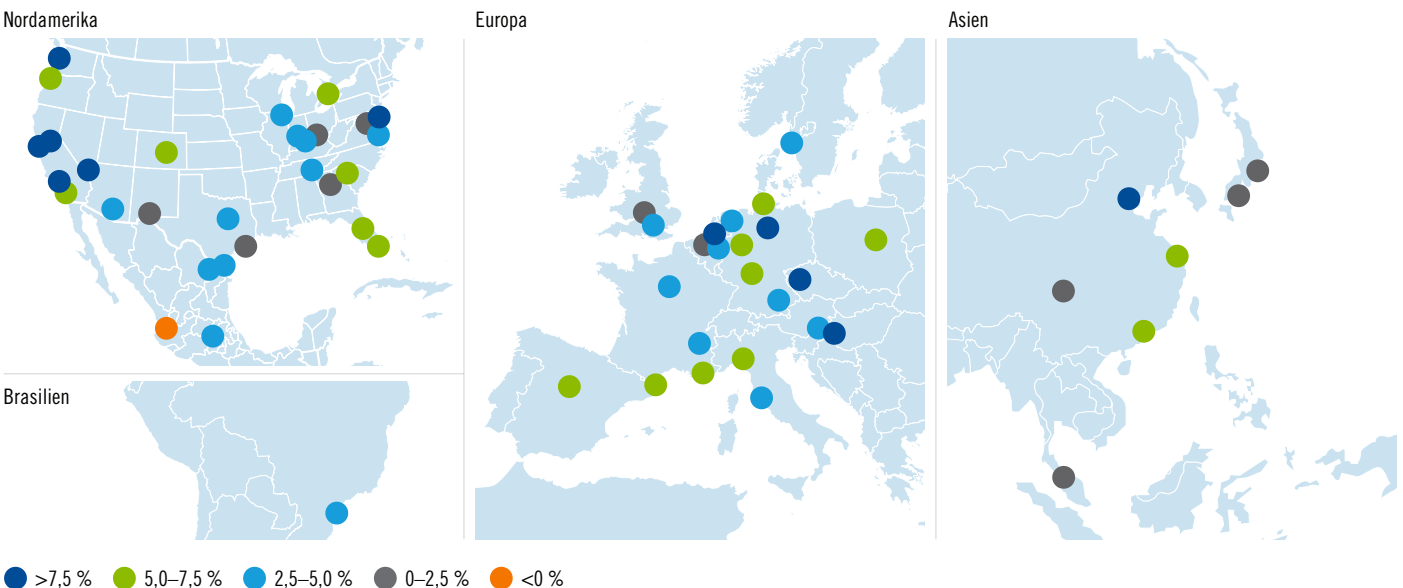 Nordamerika
Europa
Asien
Brasilien
>7,5 %
5,0–7,5 %
2,5–5,0 %
0–2,5 %
<0 %